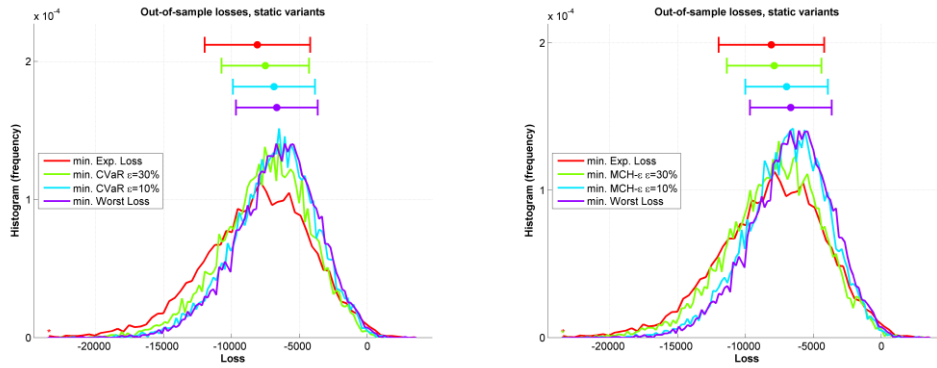 Out-of-sample losses, static variants
x 10⁻⁴
2
1
0
Histogram (frequency)
min. Exp. Loss
min. CVaR ε=30%
min. CVaR ε=10%
min. Worst Loss
-20000 -15000 -10000 -5000 0
Loss
Out-of-sample losses, static variants
x 10⁻⁴
2
1
0
Histogram (frequency)
min. Exp. Loss
min. MCH-ε ε=30%
min. MCH-ε ε=10%
min. Worst Loss
-20000 -15000 -10000 -5000 0
Loss